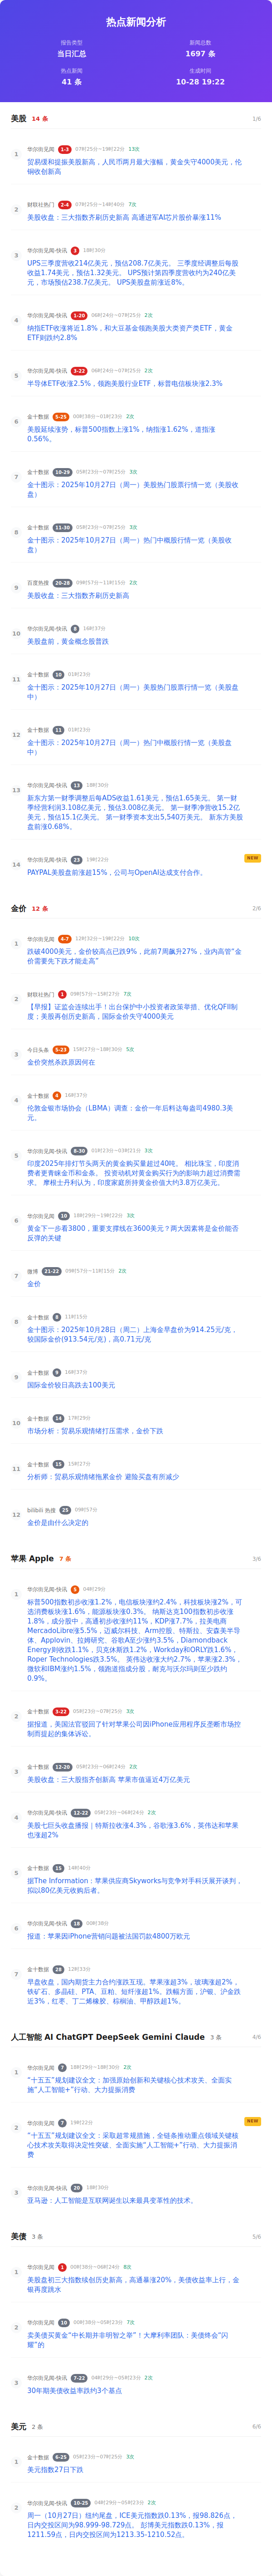 热点新闻分析
报告类型
新闻总数
当日汇总
1697 条
热点新闻
生成时间
41 条
10-28 19:22
美股 14 条 1/6
1
华尔街见闻 1-3 07时25分~19时22分 13次
贸易缓和提振美股新高，人民币两月最大涨幅，黄金失守4000美元，伦
铜收创新高
2
财联社热门 2-4 07时25分~14时40分 7次
美股收盘：三大指数齐刷历史新高 高通进军AI芯片股价暴涨11%
3
华尔街见闻-快讯 3 18时30分
UPS三季度营收214亿美元，预估208.7亿美元。 三季度经调整后每股
收益1.74美元，预估1.32美元。 UPS预计第四季度营收约为240亿美
元，市场预估238.7亿美元。 UPS美股盘前涨近8%。
4
华尔街见闻-快讯 1-20 06时24分~07时25分 2次
纳指ETF收涨将近1.8%，和大豆基金领跑美股大类资产类ETF，黄金
ETF则跌约2.8%
5
华尔街见闻-快讯 3-22 06时24分~07时25分 2次
半导体ETF收涨2.5%，领跑美股行业ETF，标普电信板块涨2.3%
6
金十数据 5-25 00时38分~01时23分 2次
美股延续涨势，标普500指数上涨1%，纳指涨1.62%，道指涨
0.56%。
7
金十数据 10-29 05时23分~07时25分 3次
金十图示：2025年10月27日（周一）美股热门股票行情一览（美股收
盘）
8
金十数据 11-30 05时23分~07时25分 3次
金十图示：2025年10月27日（周一）热门中概股行情一览（美股收
盘）
9
百度热搜 20-28 09时57分~11时15分 2次
美股收盘：三大指数齐刷历史新高
10
华尔街见闻-快讯 8 16时37分
美股盘前，黄金概念股普跌
11
金十数据 10 01时23分
金十图示：2025年10月27日（周一）美股热门股票行情一览（美股盘
中）
12
金十数据 11 01时23分
金十图示：2025年10月27日（周一）热门中概股行情一览（美股盘
中）
13
华尔街见闻-快讯 13 18时30分
新东方第一财季调整后每ADS收益1.61美元，预估1.65美元。 第一财
季经营利润3.108亿美元，预估3.008亿美元。 第一财季净营收15.2亿
美元，预估15.1亿美元。 第一财季资本支出5,540万美元。 新东方美股
盘前涨0.68%。
14
华尔街见闻-快讯 23 19时22分
NEW
PAYPAL美股盘前涨超15%，公司与OpenAI达成支付合作。
金价 12 条 2/6
1
华尔街见闻 4-7 12时32分~19时22分 10次
跌破4000美元，金价较高点已跌9%，此前7周飙升27%，业内高管“金
价需要先下跌才能走高”
2
财联社热门 1 09时57分~15时27分 7次
【早报】证监会连续出手！出台保护中小投资者政策举措、优化QFII制
度；美股再创历史新高，国际金价失守4000美元
3
今日头条 5-23 15时27分~18时30分 5次
金价突然杀跌原因何在
4
金十数据 4 16时37分
伦敦金银市场协会（LBMA）调查：金价一年后料达每盎司4980.3美
元。
5
华尔街见闻-快讯 8-30 01时23分~03时21分 3次
印度2025年排灯节头两天的黄金购买量超过40吨。 相比珠宝，印度消
费者更青睐金币和金条。 投资动机对黄金购买行为的影响力超过消费需
求。 摩根士丹利认为，印度家庭所持黄金价值大约3.8万亿美元。
6
华尔街见闻 10 18时29分~19时22分 3次
黄金下一步看3800，重要支撑线在3600美元？两大因素将是金价能否
反弹的关键
7
微博 21-22 09时57分~11时15分 2次
金价
8
金十数据 8 11时15分
金十图示：2025年10月28日（周二）上海金早盘价为914.25元/克，
较国际金价(913.54元/克)，高0.71元/克
9
金十数据 9 16时37分
国际金价较日高跌去100美元
10
金十数据 14 17时29分
市场分析：贸易乐观情绪打压需求，金价下跌
11
金十数据 15 15时27分
分析师：贸易乐观情绪拖累金价 避险买盘有所减少
12
bilibili 热搜 25 09时57分
金价是由什么决定的
苹果 Apple 7 条 3/6
1
华尔街见闻-快讯 5 04时29分
标普500指数初步收涨1.2%，电信板块涨约2.4%，科技板块涨2%，可
选消费板块涨1.6%，能源板块涨0.3%。 纳斯达克100指数初步收涨
1.8%，成分股中，高通初步收涨约11%，KDP涨7.7%，拉美电商
MercadoLibre涨5.5%，迈威尔科技、Arm控股、特斯拉、安森美半导
体、Applovin、拉姆研究、谷歌A至少涨约3.5%，Diamondback
Energy则收跌1.1%，贝克休斯跌1.2%，Workday和ORLY跌1.6%，
Roper Technologies跌3.5%。 英伟达收涨大约2.7%，苹果涨2.3%，
微软和IBM涨约1.5%，领跑道指成分股，耐克与沃尔玛则至少跌约
0.9%。
2
金十数据 3-22 05时23分~07时25分 3次
据报道，美国法官驳回了针对苹果公司因iPhone应用程序反垄断市场控
制而提起的集体诉讼。
3
金十数据 12-20 05时23分~06时24分 2次
美股收盘：三大股指齐创新高 苹果市值逼近4万亿美元
4
华尔街见闻-快讯 12-22 05时23分~06时24分 2次
美股七巨头收盘播报｜特斯拉收涨4.3%，谷歌涨3.6%，英伟达和苹果
也涨超2%
5
金十数据 15 14时40分
据The Information：苹果供应商Skyworks与竞争对手科沃展开谈判，
拟以80亿美元收购后者。
6
华尔街见闻-快讯 18 00时38分
报道：苹果因iPhone营销问题被法国罚款4800万欧元
7
金十数据 28 12时33分
早盘收盘，国内期货主力合约涨跌互现。苹果涨超3%，玻璃涨超2%，
铁矿石、多晶硅、PTA、豆粕、短纤涨超1%。跌幅方面，沪银、沪金跌
近3%，红枣、丁二烯橡胶、棕榈油、甲醇跌超1%。
人工智能 AI ChatGPT DeepSeek Gemini Claude 3 条 4/6
1
华尔街见闻 7 18时29分~18时30分 2次
“十五五”规划建议全文：加强原始创新和关键核心技术攻关、全面实
施“人工智能+”行动、大力提振消费
2
华尔街见闻 7 19时22分
NEW
“十五五”规划建议全文：采取超常规措施，全链条推动重点领域关键核
心技术攻关取得决定性突破、全面实施“人工智能+”行动、大力提振消
费
3
华尔街见闻-快讯 20 18时30分
亚马逊：人工智能是互联网诞生以来最具变革性的技术。
美债 3 条 5/6
1
华尔街见闻 1 00时38分~06时24分 8次
美股盘初三大指数续创历史新高，高通暴涨20%，美债收益率上行，金
银再度跳水
2
华尔街见闻 10 00时38分~05时23分 7次
卖美债买黄金“中长期并非明智之举”！大摩利率团队：美债终会“闪
耀”的
3
华尔街见闻-快讯 7-22 04时29分~05时23分 2次
30年期美债收益率跌约3个基点
美元 2 条 6/6
1
金十数据 6-25 05时23分~07时25分 3次
美元指数27日下跌
2
华尔街见闻-快讯 10-25 04时29分~05时23分 2次
周一（10月27日）纽约尾盘，ICE美元指数跌0.13%，报98.826点，
日内交投区间为98.999-98.729点。 彭博美元指数跌0.13%，报
1211.59点，日内交投区间为1213.35-1210.52点。